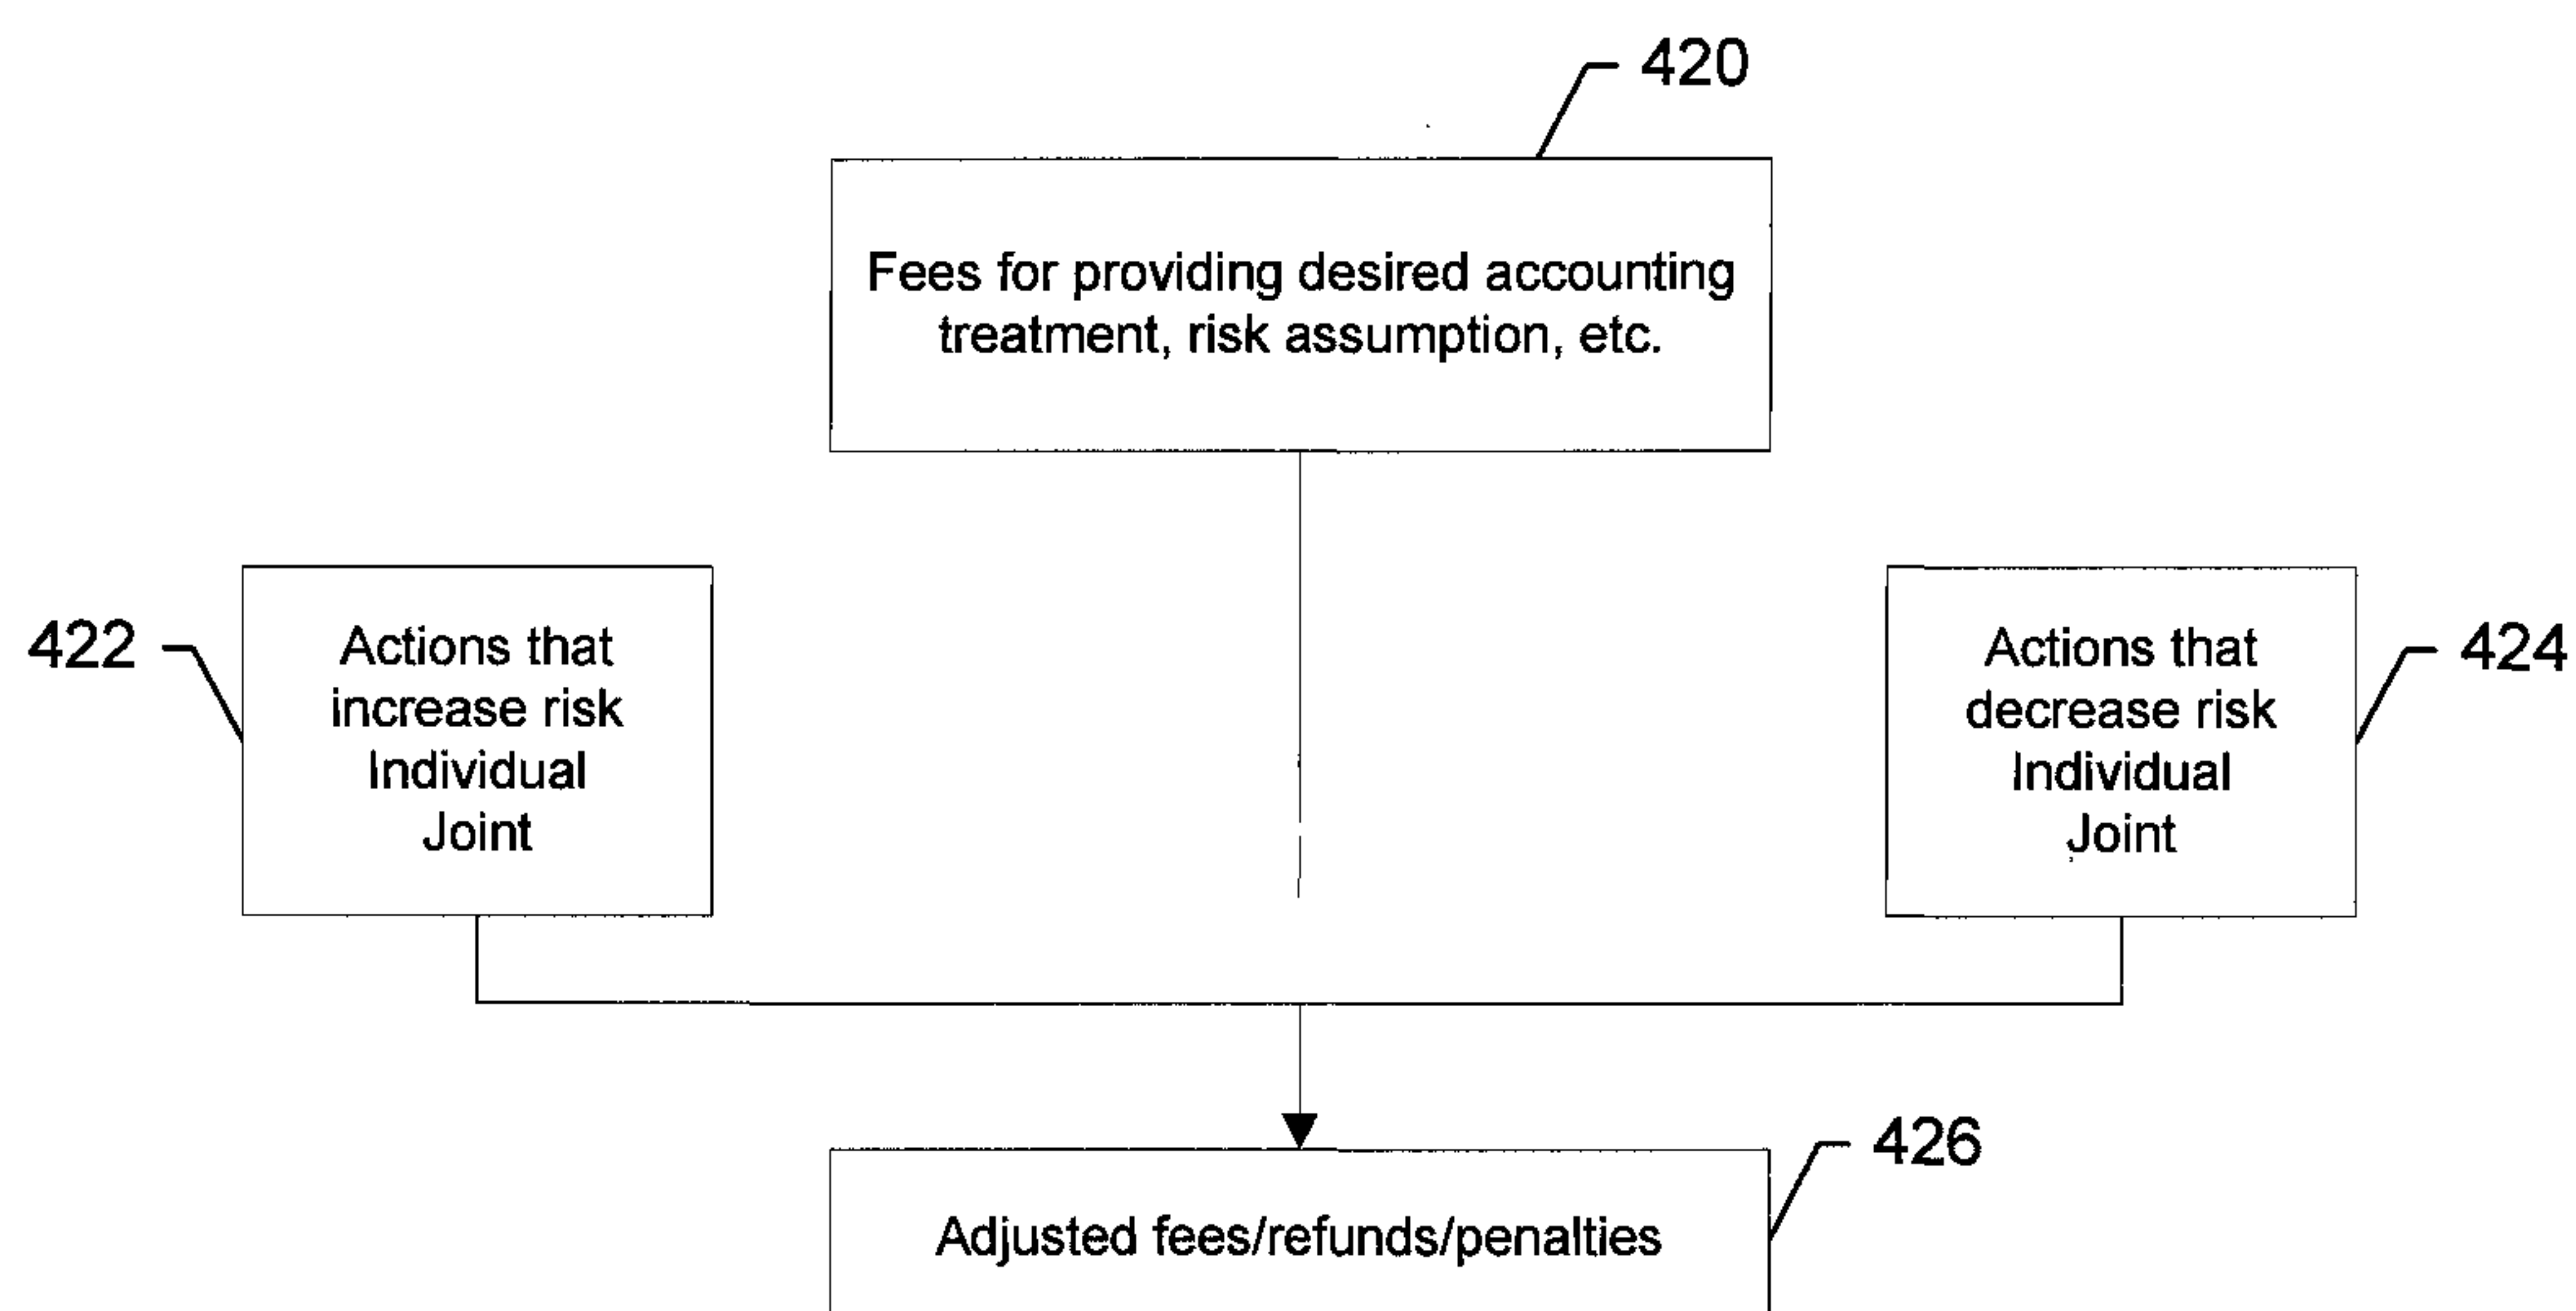 420
Fees for providing desired accounting
treatment, risk assumption, etc.
422
Actions that
increase risk
Individual
Joint
Actions that
decrease risk
Individual
Joint
424
426
Adjusted fees/refunds/penalties